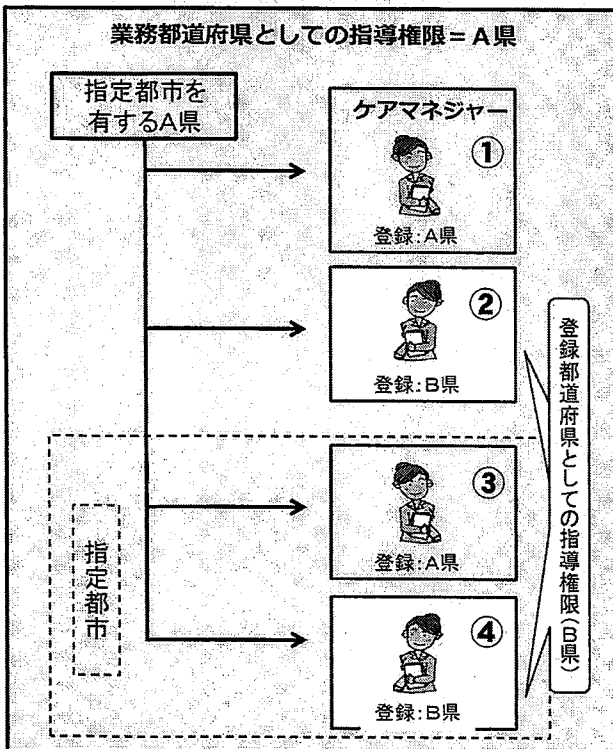 業務都道府県としての指導権限＝A県
指定都市を
有するA県
ケアマネジャー
①
登録：A県
②
登録：B県
③
登録：A県
④
登録：B県
指定都市
登録都道府県としての指導権限（B県）